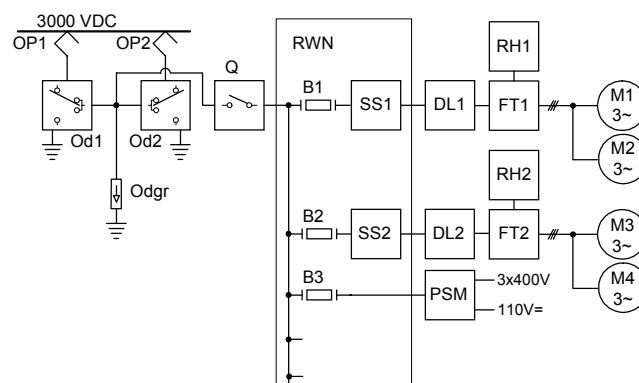 3000 VDC
OP1
OP2
RWN
RH1
Q
B1
SS1
DL1
FT1
M1
3~
M2
3~
Od1
Od2
Odgr
RH2
B2
SS2
DL2
FT2
M3
3~
M4
3~
B3
PSM
3x400V
110V=